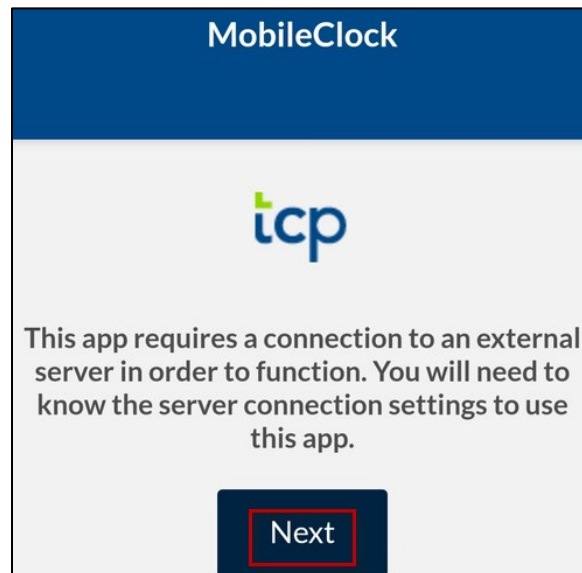 MobileClock
tcp
This app requires a connection to an external
server in order to function. You will need to
know the server connection settings to use
this app.
Next